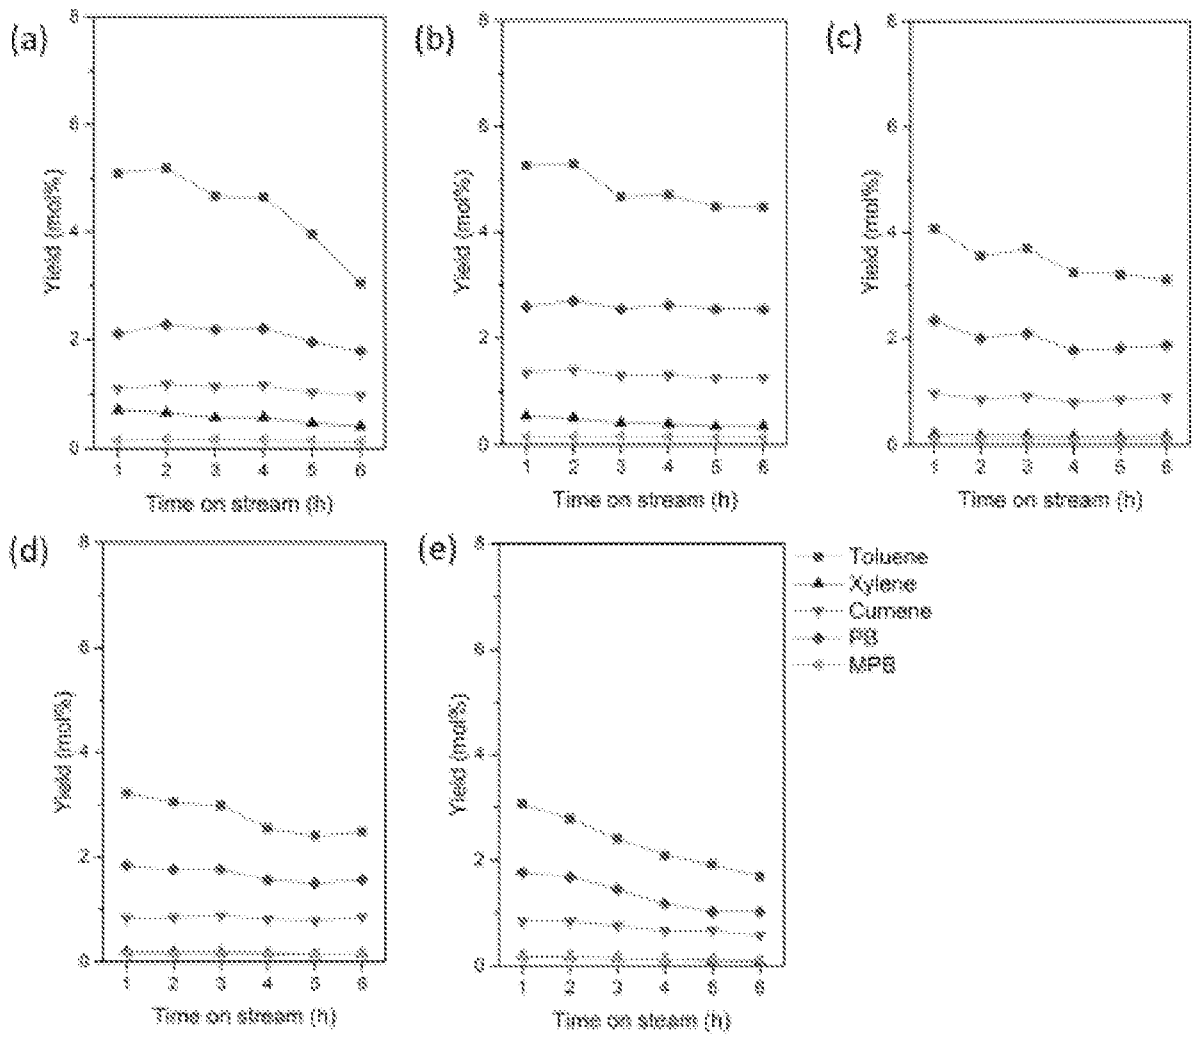 (a)
8
6
4
2
0
Yield (mol%)
1 2 3 4 5 6
Time on stream (h)
(b)
8
6
4
2
0
Yield (mol%)
1 2 3 4 5 6
Time on stream (h)
(c)
8
6
4
2
0
Yield (mol%)
1 2 3 4 5 6
Time on stream (h)
(d)
8
6
4
2
0
Yield (mol%)
1 2 3 4 5 6
Time on stream (h)
(e)
8
6
4
2
0
Yield (mol%)
1 2 3 4 5 6
Time on steam (h)
Toluene
Xylene
Cumene
PB
MPB